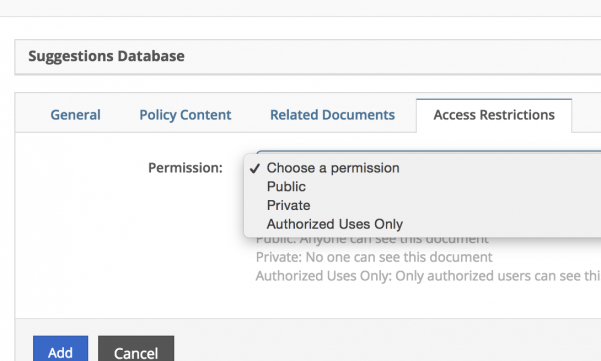 Suggestions Database
General Policy Content Related Documents Access Restrictions
Permission:
✓ Choose a permission
Public
Private
Authorized Uses Only
Public: Anyone can see this document
Private: No one can see this document
Authorized Uses Only: Only authorized users can see thi
Add Cancel